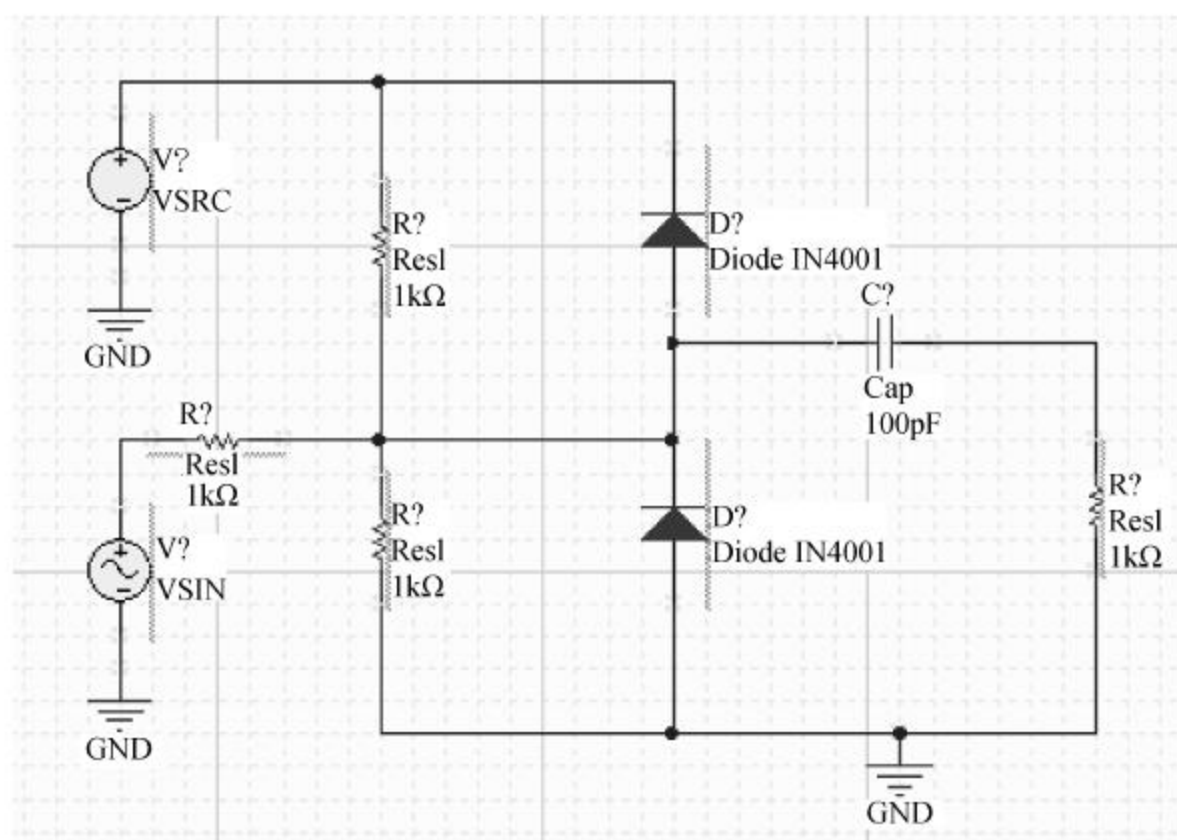 V?
VSRC
GND
R?
Resl
1kΩ
D?
Diode IN4001
C?
Cap
100pF
R?
Resl
1kΩ
V?
VSIN
GND
R?
Resl
1kΩ
D?
Diode IN4001
R?
Resl
1kΩ
GND